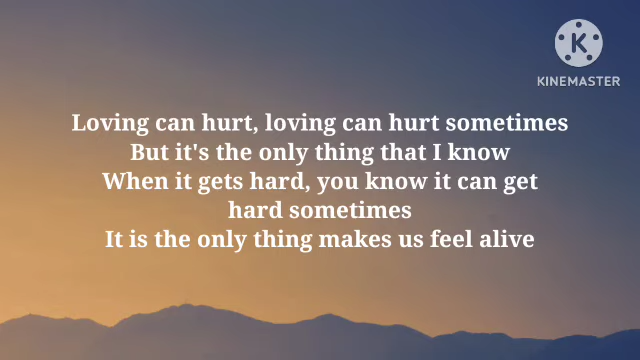 KINEMASTER
Loving can hurt, loving can hurt sometimes
But it's the only thing that I know
When it gets hard, you know it can get
hard sometimes
It is the only thing makes us feel alive